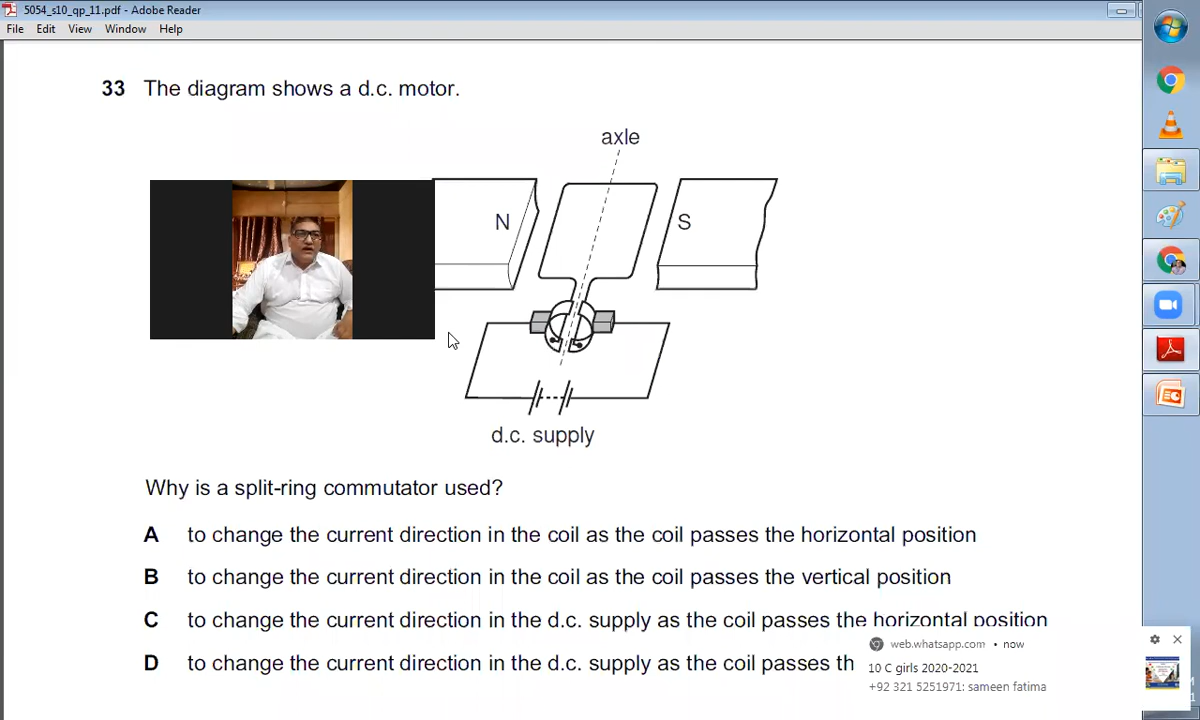 5054_s10_qp_11.pdf - Adobe Reader
File Edit View Window Help
33 The diagram shows a d.c. motor.
axle
N
S
d.c. supply
Why is a split-ring commutator used?
A to change the current direction in the coil as the coil passes the horizontal position
B to change the current direction in the coil as the coil passes the vertical position
C to change the current direction in the d.c. supply as the coil passes the horizontal position
D to change the current direction in the d.c. supply as the coil passes th
web.whatsapp.com • now
10 C girls 2020-2021
+92 321 5251971: sameen fatima